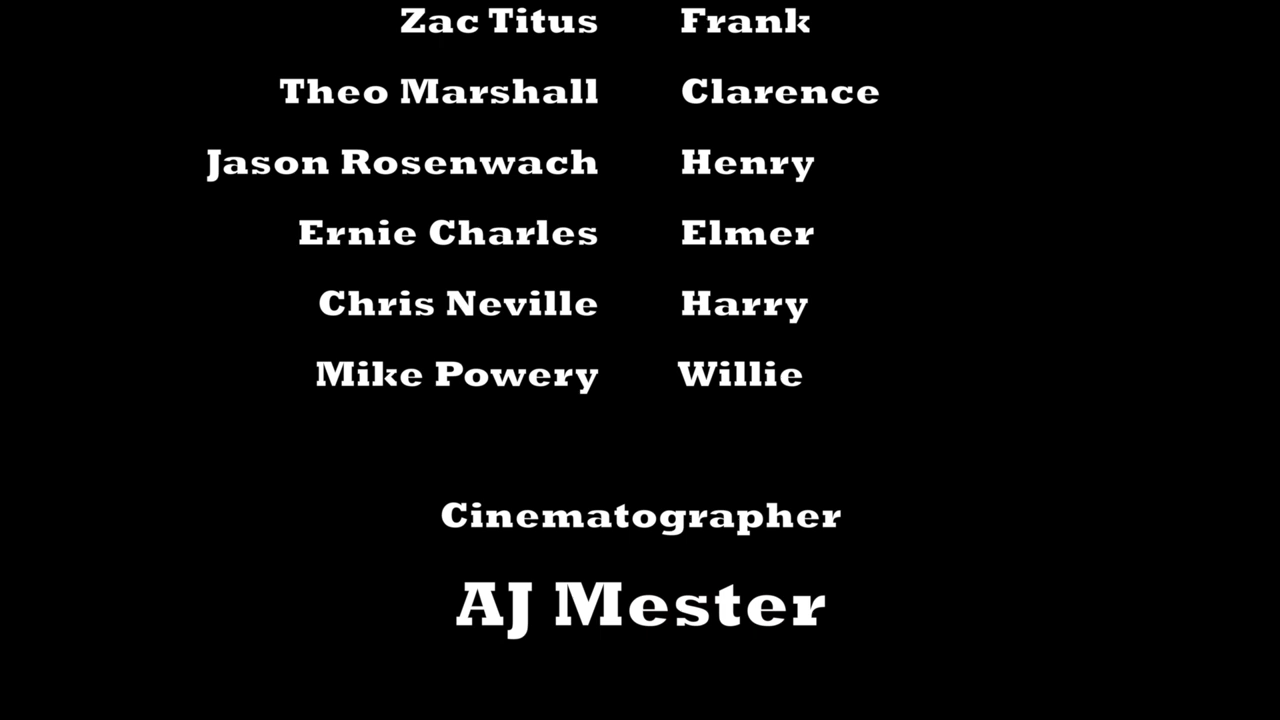 Zac Titus Frank
Theo Marshall Clarence
Jason Rosenwach Henry
Ernie Charles Elmer
Chris Neville Harry
Mike Powery Willie
Cinematographer
AJ Mester